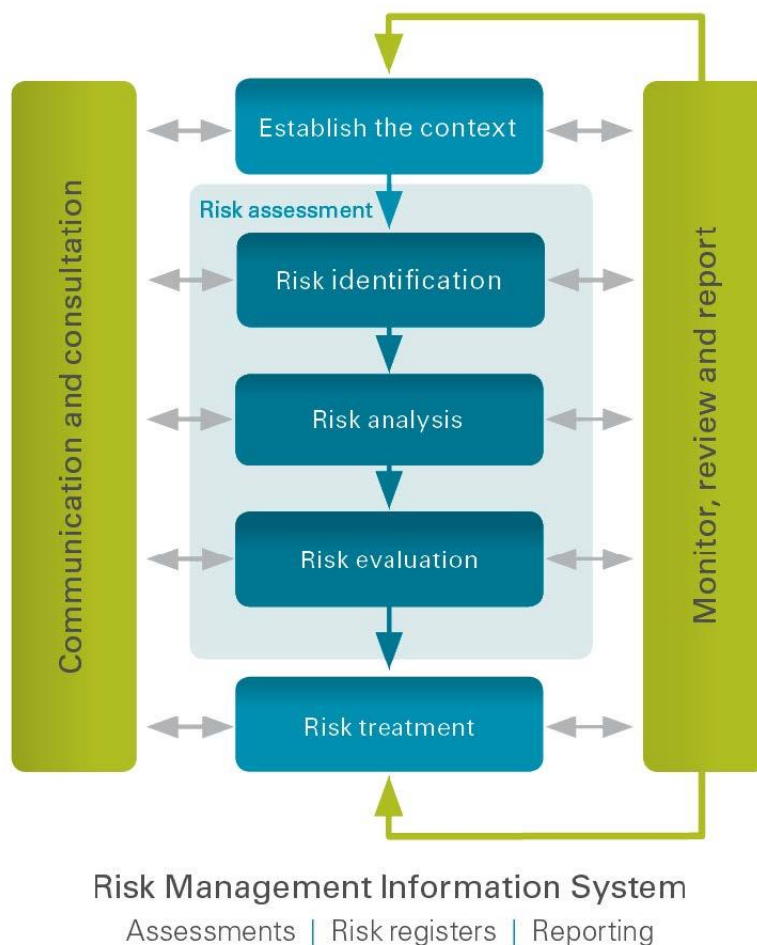 Establish the context
Risk assessment
Risk identification
Risk analysis
Risk evaluation
Risk treatment
Communication and consultation
Monitor, review and report
Risk Management Information System
Assessments | Risk registers | Reporting